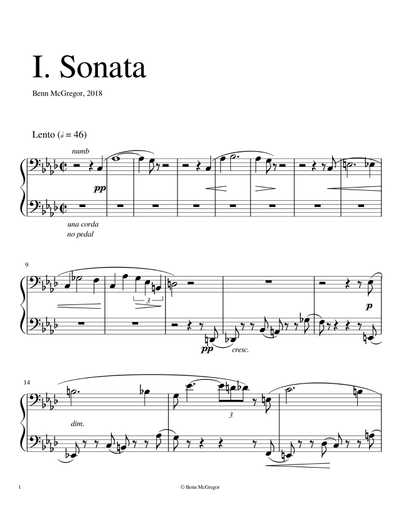 I. Sonata
Benn McGregor, 2018
Lento (𝅗𝅥 = 46)
numb
pp
una corda
no pedal
9
3
pp
cresc.
14
3
dim.
1
© Benn McGregor